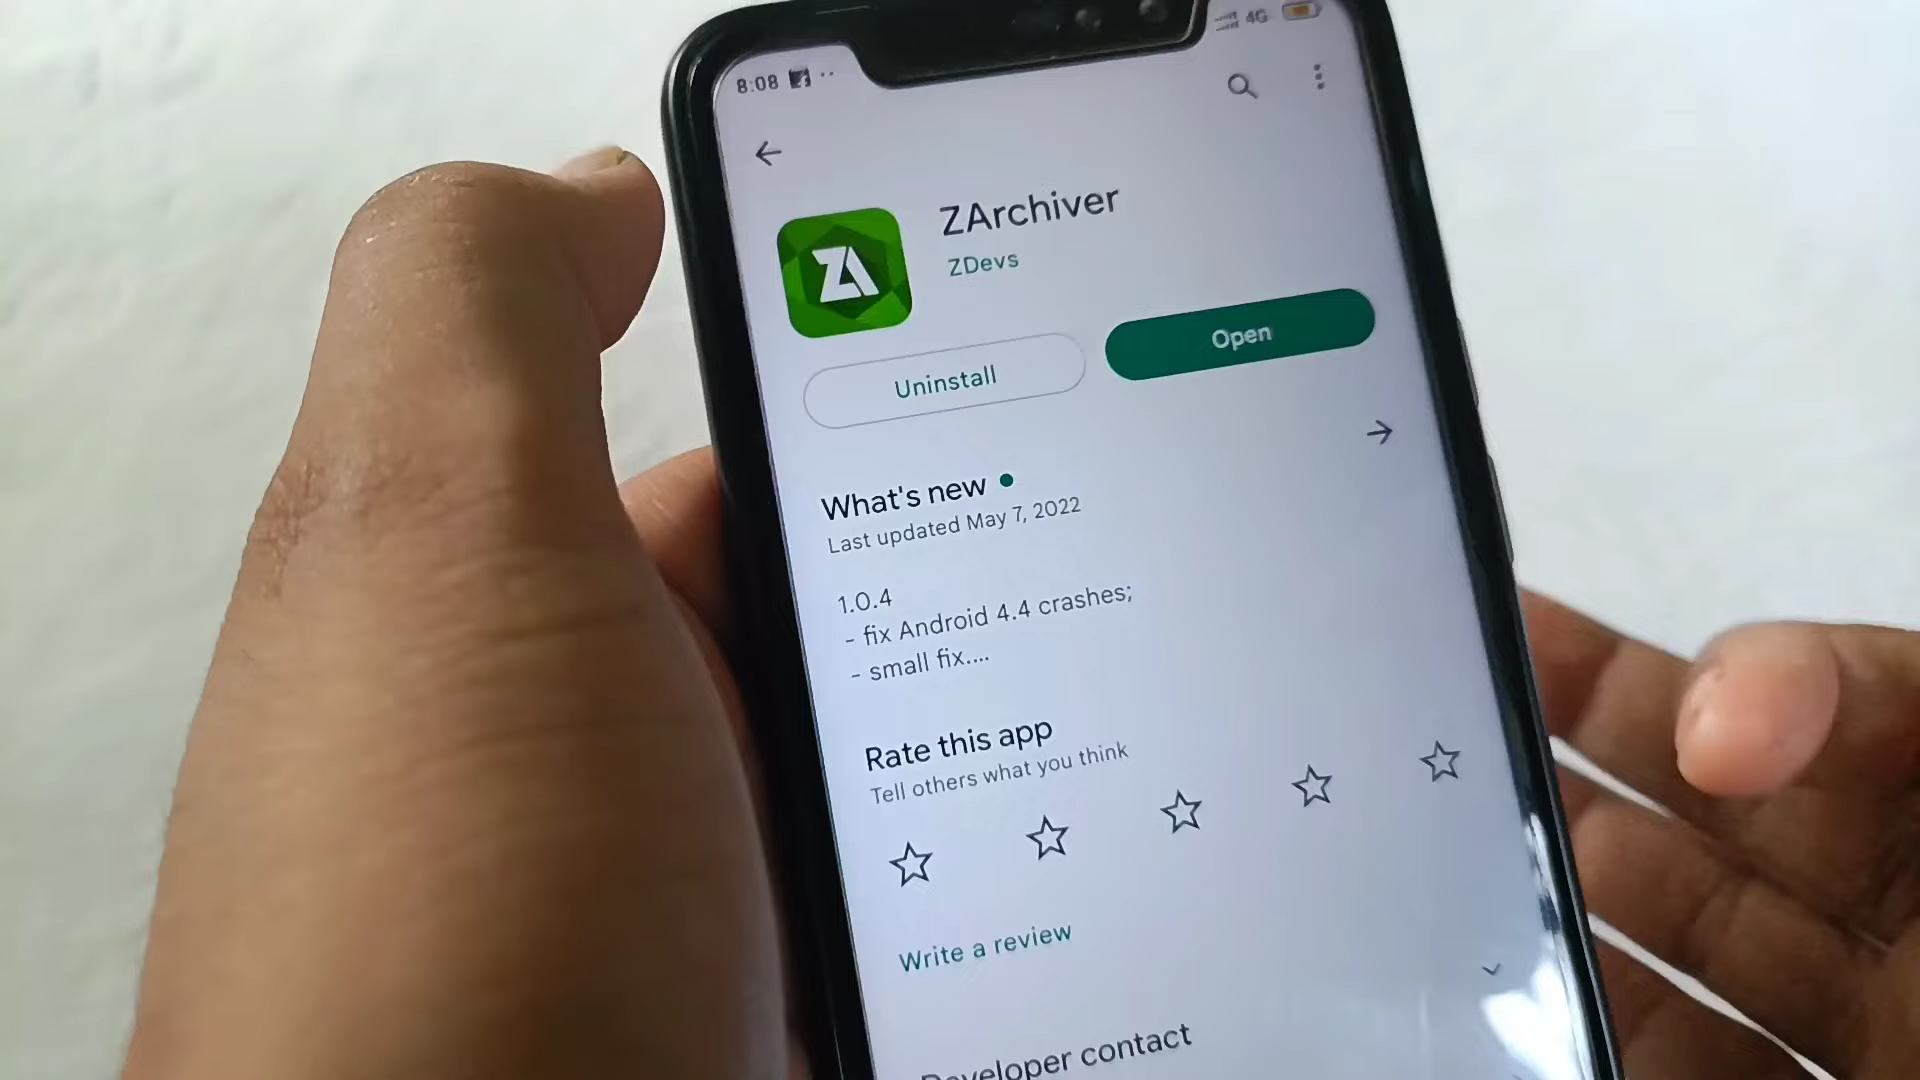 8:08
4G
ZArchiver
ZA
ZDevs
Uninstall
Open
What's new
Last updated May 7, 2022
1.0.4
- fix Android 4.4 crashes;
- small fix....
Rate this app
Tell others what you think
Write a review
Developer contact